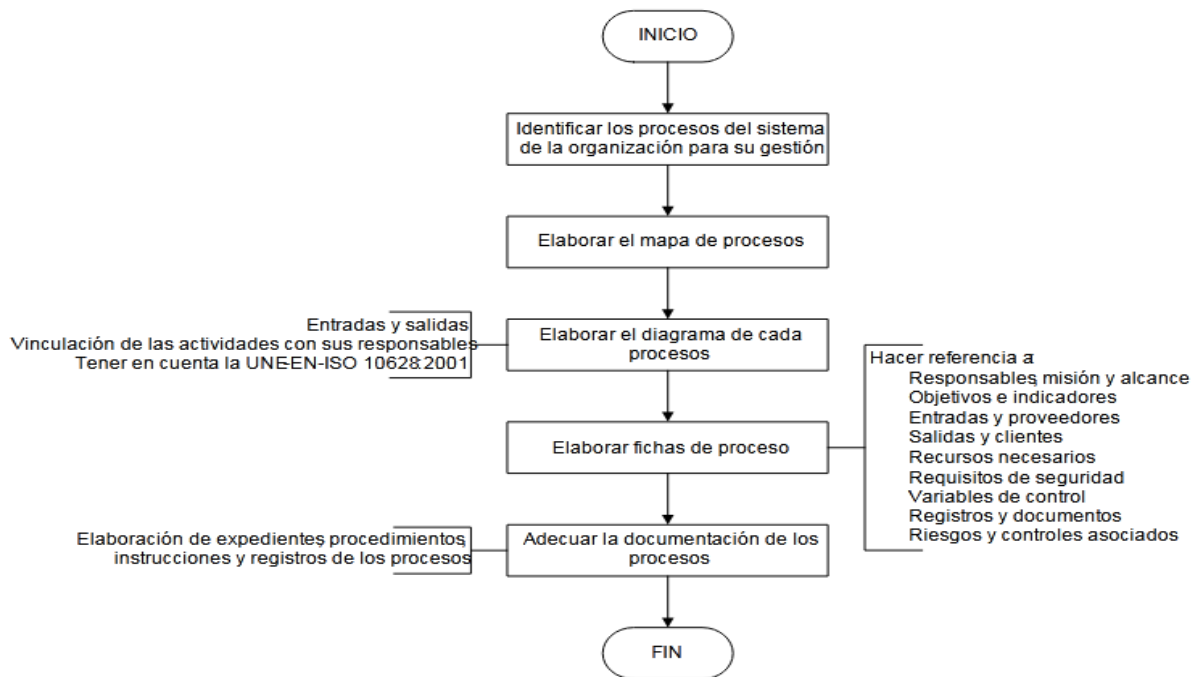 INICIO
Identificar los procesos del sistema
de la organización para su gestión
Elaborar el mapa de procesos
Entradas y salidas
Vinculación de las actividades con sus responsables
Tener en cuenta la UNE-EN-ISO 10628:2001
Elaborar el diagrama de cada
procesos
Hacer referencia a:
Responsables, misión y alcance
Objetivos e indicadores
Entradas y proveedores
Salidas y clientes
Recursos necesarios
Requisitos de seguridad
Variables de control
Registros y documentos
Riesgos y controles asociados
Elaborar fichas de proceso
Elaboración de expedientes, procedimientos,
instrucciones y registros de los procesos
Adecuar la documentación de los
procesos
FIN